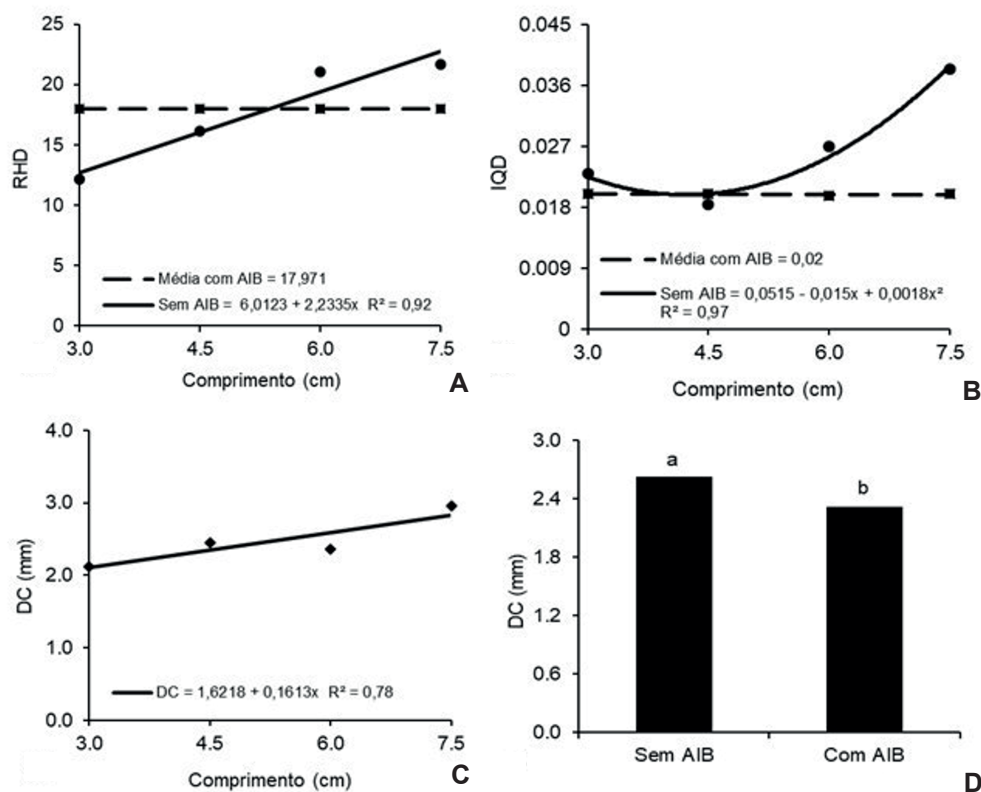 25
20
15
10
5
0
RHD
Média com AIB = 17,971
Sem AIB = 6,0123 + 2,2335x R² = 0,92
3.0 4.5 6.0 7.5
Comprimento (cm)
A
0.045
0.036
0.027
0.018
0.009
0
IQD
Média com AIB = 0,02
Sem AIB = 0,0515 - 0,015x + 0,0018x²
R² = 0,97
3.0 4.5 6.0 7.5
Comprimento (cm)
B
4.0
3.0
2.0
1.0
0.0
DC (mm)
DC = 1,6218 + 0,1613x R² = 0,78
3.0 4.5 6.0 7.5
Comprimento (cm)
C
3.0
2.4
1.8
1.2
0.6
0.0
DC (mm)
a
b
Sem AIB Com AIB
D